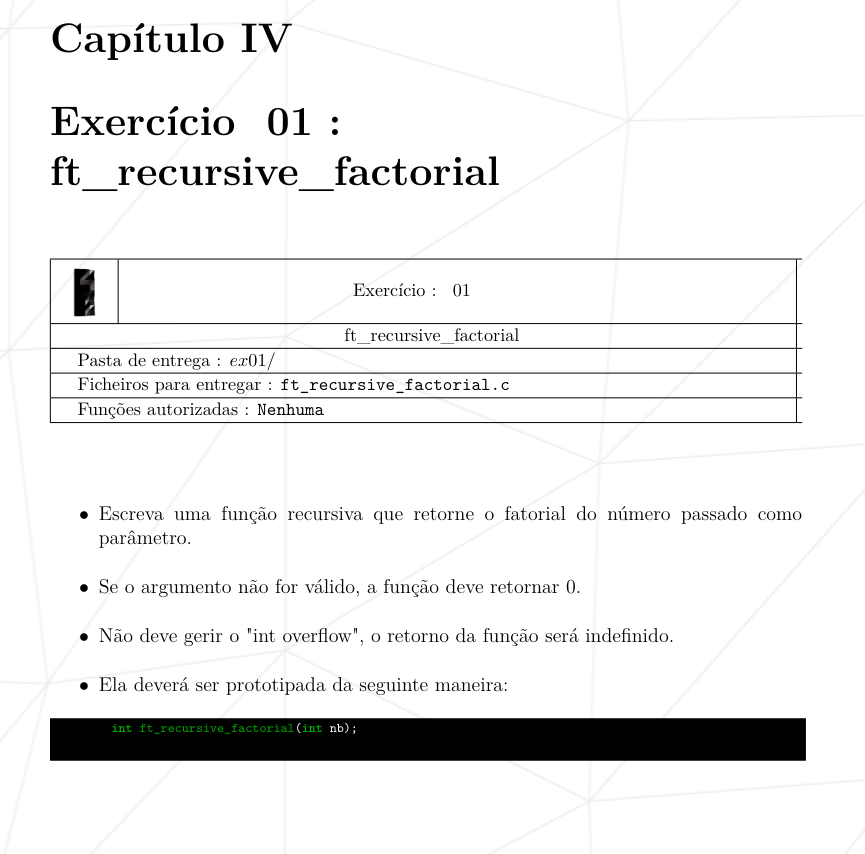 Capítulo IV
Exercício 01 :
ft_recursive_factorial
Exercício : 01
ft_recursive_factorial
Pasta de entrega : ex01/
Ficheiros para entregar : ft_recursive_factorial.c
Funções autorizadas : Nenhuma
• Escreva uma função recursiva que retorne o fatorial do número passado como
parâmetro.
• Se o argumento não for válido, a função deve retornar 0.
• Não deve gerir o "int overflow", o retorno da função será indefinido.
• Ela deverá ser prototipada da seguinte maneira:
int ft_recursive_factorial(int nb);